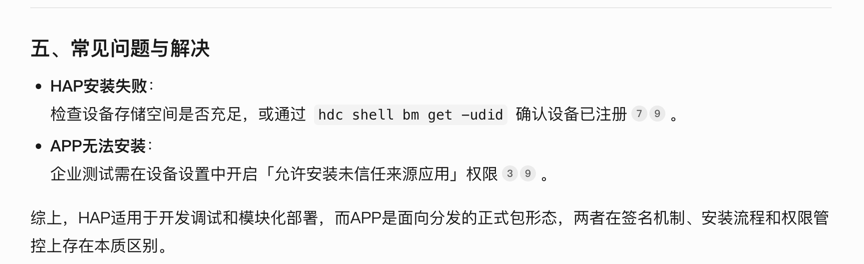 五、常见问题与解决
• HAP安装失败：
检查设备存储空间是否充足，或通过 hdc shell bm get -udid 确认设备已注册 7 9 。
• APP无法安装：
企业测试需在设备设置中开启「允许安装未信任来源应用」权限 3 9 。
综上，HAP适用于开发调试和模块化部署，而APP是面向分发的正式包形态，两者在签名机制、安装流程和权限管
控上存在本质区别。